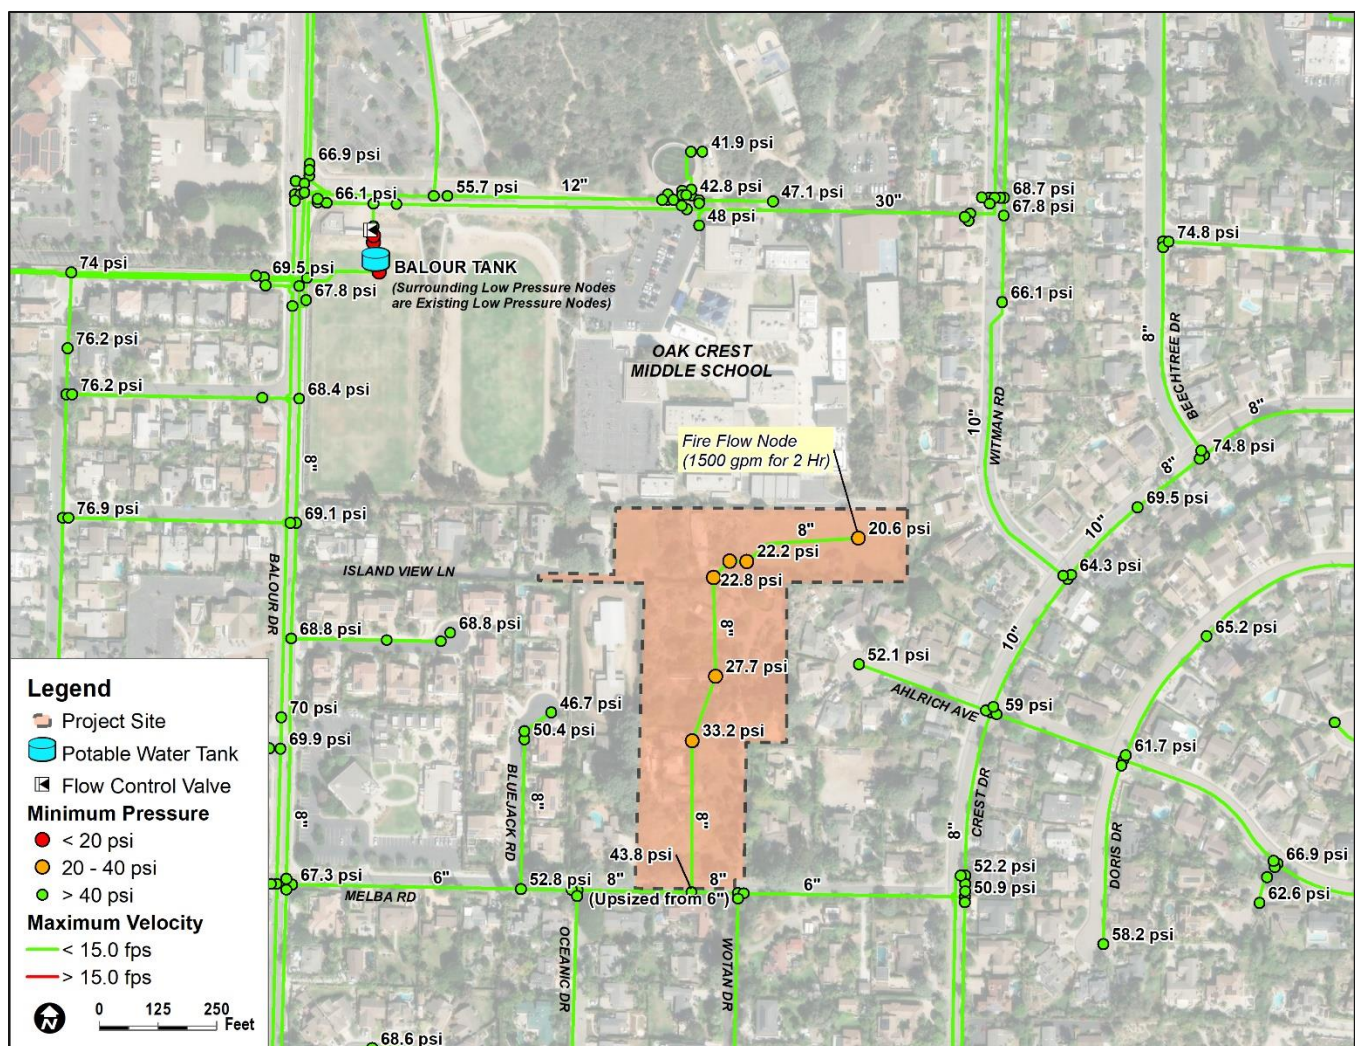 66.9 psi
41.9 psi
66.1 psi
55.7 psi
12"
42.8 psi
47.1 psi
30"
68.7 psi
67.8 psi
48 psi
74.8 psi
74 psi
69.5 psi
BALOUR TANK
(Surrounding Low Pressure Nodes
are Existing Low Pressure Nodes)
67.8 psi
66.1 psi
76.2 psi
8"
BEECHTREE DR
OAK CREST
MIDDLE SCHOOL
76.2 psi
68.4 psi
10"
WITMAN RD
8"
Fire Flow Node
(1500 gpm for 2 Hr)
74.8 psi
8"
8"
69.5 psi
76.9 psi
69.1 psi
10"
8"
20.6 psi
22.2 psi
ISLAND VIEW LN
22.8 psi
64.3 psi
BALOUR DR
8"
10"
68.8 psi
68.8 psi
65.2 psi
52.1 psi
27.7 psi
AHLRICH AVE
59 psi
70 psi
46.7 psi
50.4 psi
33.2 psi
69.9 psi
61.7 psi
BLUEJACK RD
8"
8"
8"
8"
CREST DR
DORIS DR
43.8 psi
52.2 psi
50.9 psi
66.9 psi
62.6 psi
67.3 psi
6"
MELBA RD
52.8 psi
8"
8"
(Upsized from 6")
6"
58.2 psi
OCEANIC DR
WOTAN DR
68.6 psi
Legend
Project Site
Potable Water Tank
Flow Control Valve
Minimum Pressure
< 20 psi
20 - 40 psi
> 40 psi
Maximum Velocity
< 15.0 fps
> 15.0 fps
N
0 125 250
Feet